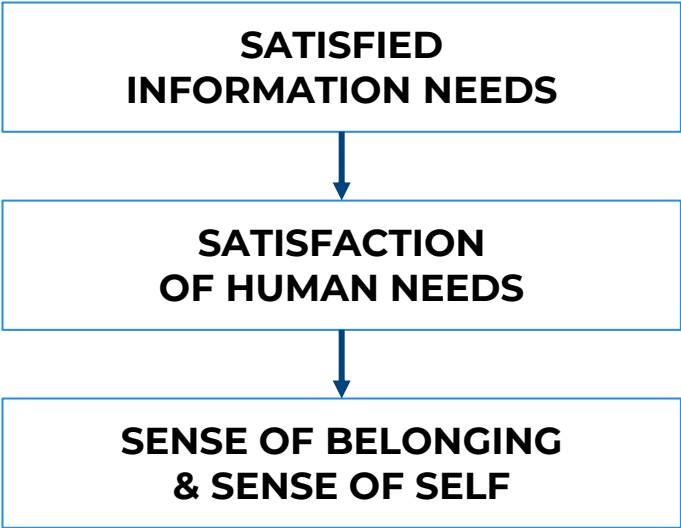 SATISFIED
INFORMATION NEEDS
SATISFACTION
OF HUMAN NEEDS
SENSE OF BELONGING
& SENSE OF SELF